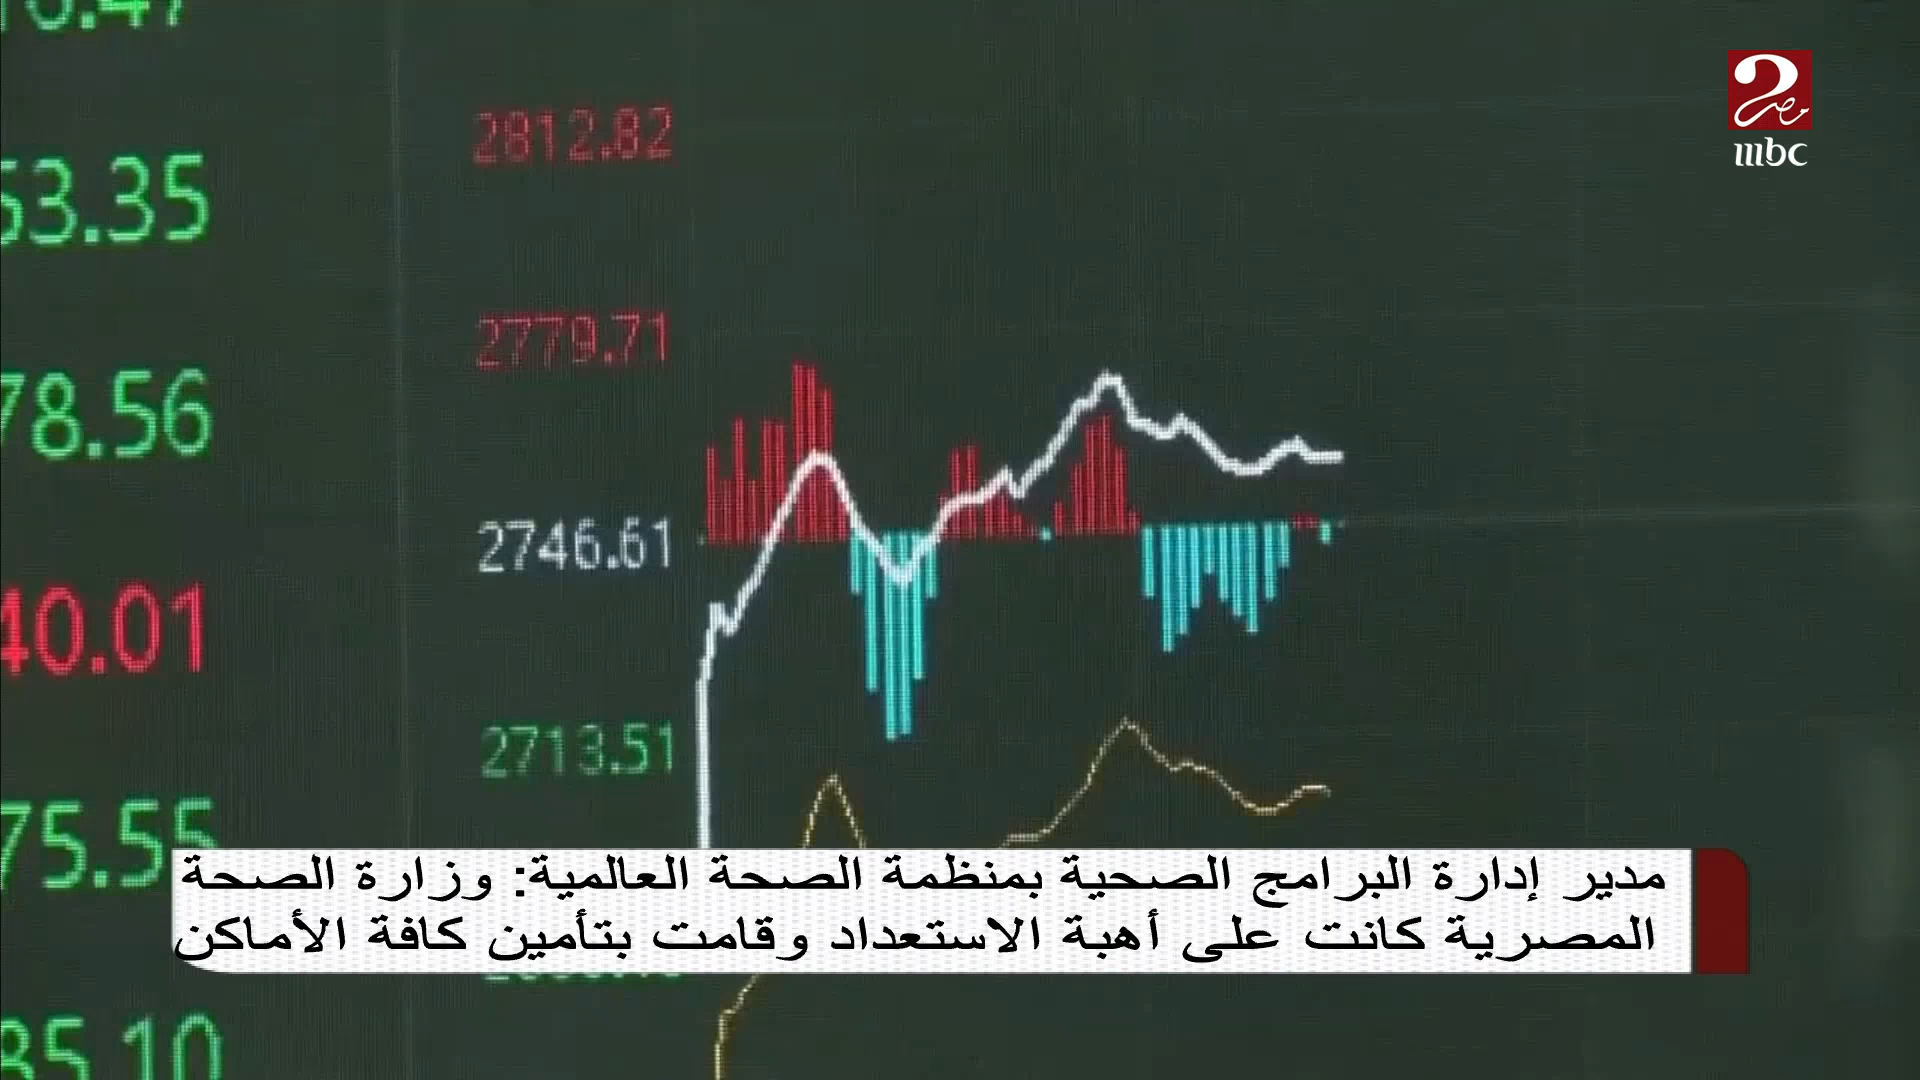 مصر
mbc
2812.82
53.35
2779.71
78.56
2746.61
40.01
2713.51
75.55
مدير إدارة البرامج الصحية بمنظمة الصحة العالمية: وزارة الصحة
المصرية كانت على أهبة الاستعداد وقامت بتأمين كافة الأماكن
85.10